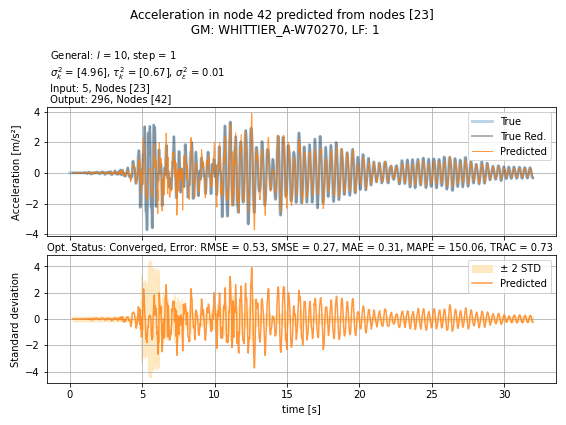 Acceleration in node 42 predicted from nodes [23]
GM: WHITTIER_A-W70270, LF: 1
General: l = 10, step = 1
σ²ₖ = [4.96], τ²ₖ = [0.67], σ²ε = 0.01
Input: 5, Nodes [23]
Output: 296, Nodes [42]
Acceleration [m/s²]
4
2
0
−2
−4
True
True Red.
Predicted
Opt. Status: Converged, Error: RMSE = 0.53, SMSE = 0.27, MAE = 0.31, MAPE = 150.06, TRAC = 0.73
Standard deviation
4
2
0
−2
−4
± 2 STD
Predicted
0 5 10 15 20 25 30
time [s]